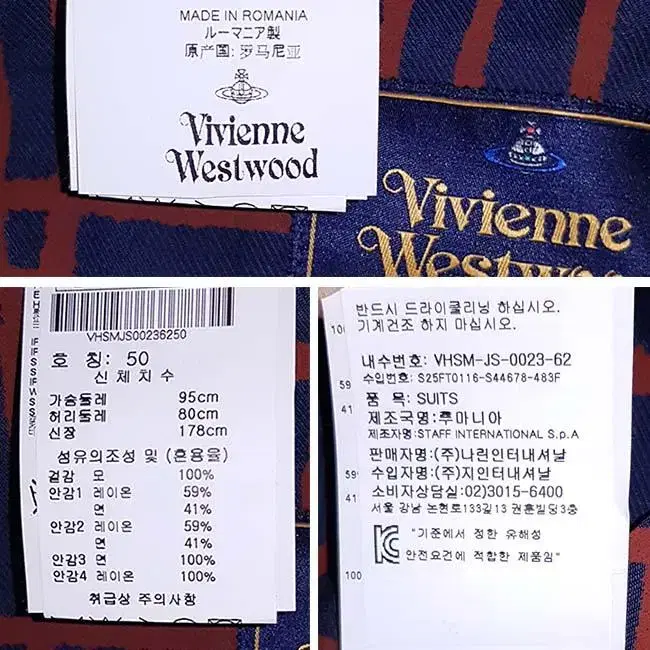 MADE IN ROMANIA
ルーマニア製
原产国: 罗马尼亚
Vivienne
Westwood
Vivienne
Westwood
VHSMJS00236250
호 칭: 50
신 체 치 수
가슴둘레 95cm
허리둘레 80cm
신장 178cm
섬유의조성 및 (혼용율)
겉감 모 100%
안감1 레이온 59%
면 41%
안감2 레이온 59%
면 41%
안감3 면 100%
안감4 레이온 100%
취급상 주의사항
반드시 드라이쿨리닝 하십시오.
기계건조 하지 마십시오.
내수번호: VHSM-JS-0023-62
수입번호: S25FT0116-S44678-483F
품 목: SUITS
제조국명:루마니아
제조자명:STAFF INTERNATIONAL S.p.A
판매자명:(주)나린인터내셔날
수입자명:(주)지인터내셔날
소비자상담실:02)3015-6400
서울 강남 논현로133길13 권훈빌딩3층
"기준에서 정한 유해성
안전요건에 적합한 제품임"